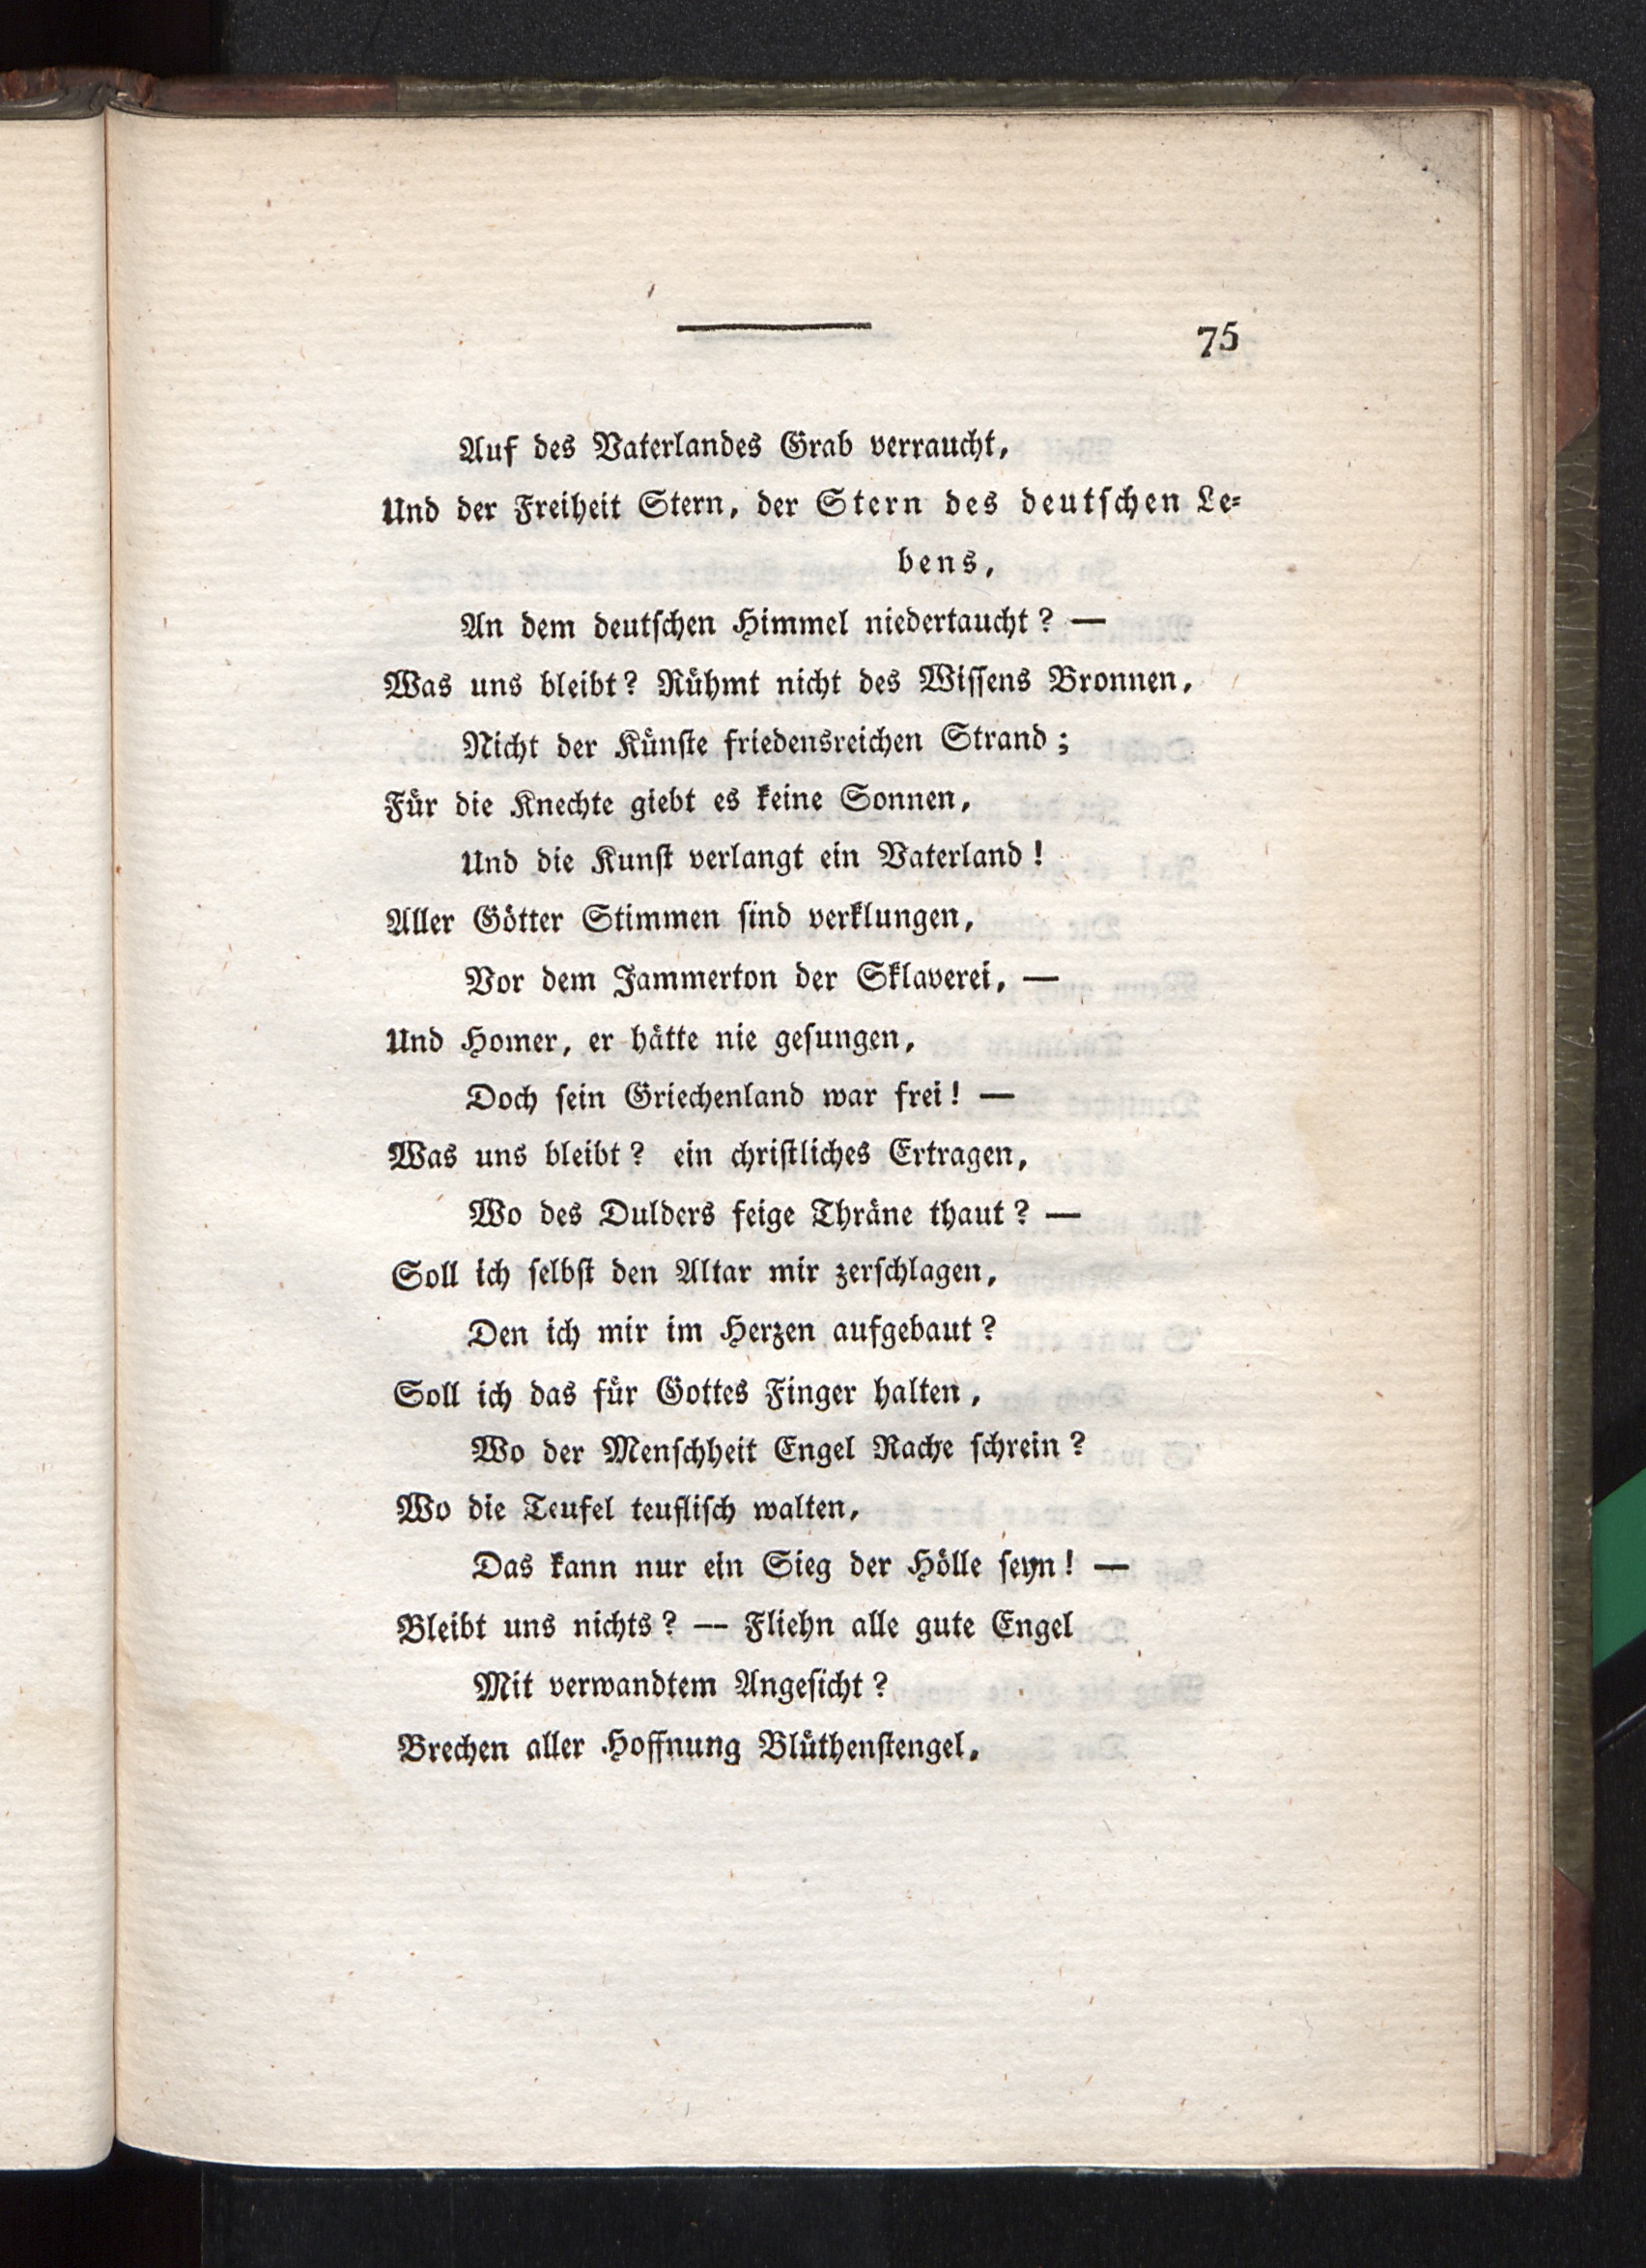 75
Auf des Vaterlandes Grab verraucht,
Und der Freiheit Stern, der Stern des deutschen Le-
bens,
An dem deutschen Himmel niedertaucht? —
Was uns bleibt? Rühmt nicht des Wissens Bronnen,
Nicht der Künste friedensreichen Strand;
Für die Knechte giebt es keine Sonnen,
Und die Kunst verlangt ein Vaterland!
Aller Götter Stimmen sind verklungen,
Vor dem Jammerton der Sklaverei, —
Und Homer, er hätte nie gesungen,
Doch sein Griechenland war frei! —
Was uns bleibt? ein christliches Ertragen,
Wo des Dulders feige Thräne thaut? —
Soll ich selbst den Altar mir zerschlagen,
Den ich mir im Herzen aufgebaut?
Soll ich das für Gottes Finger halten,
Wo der Menschheit Engel Rache schrein?
Wo die Teufel teuflisch walten,
Das kann nur ein Sieg der Hölle seyn! —
Bleibt uns nichts? — Fliehn alle gute Engel
Mit verwandtem Angesicht?
Brechen aller Hoffnung Blüthenstengel,